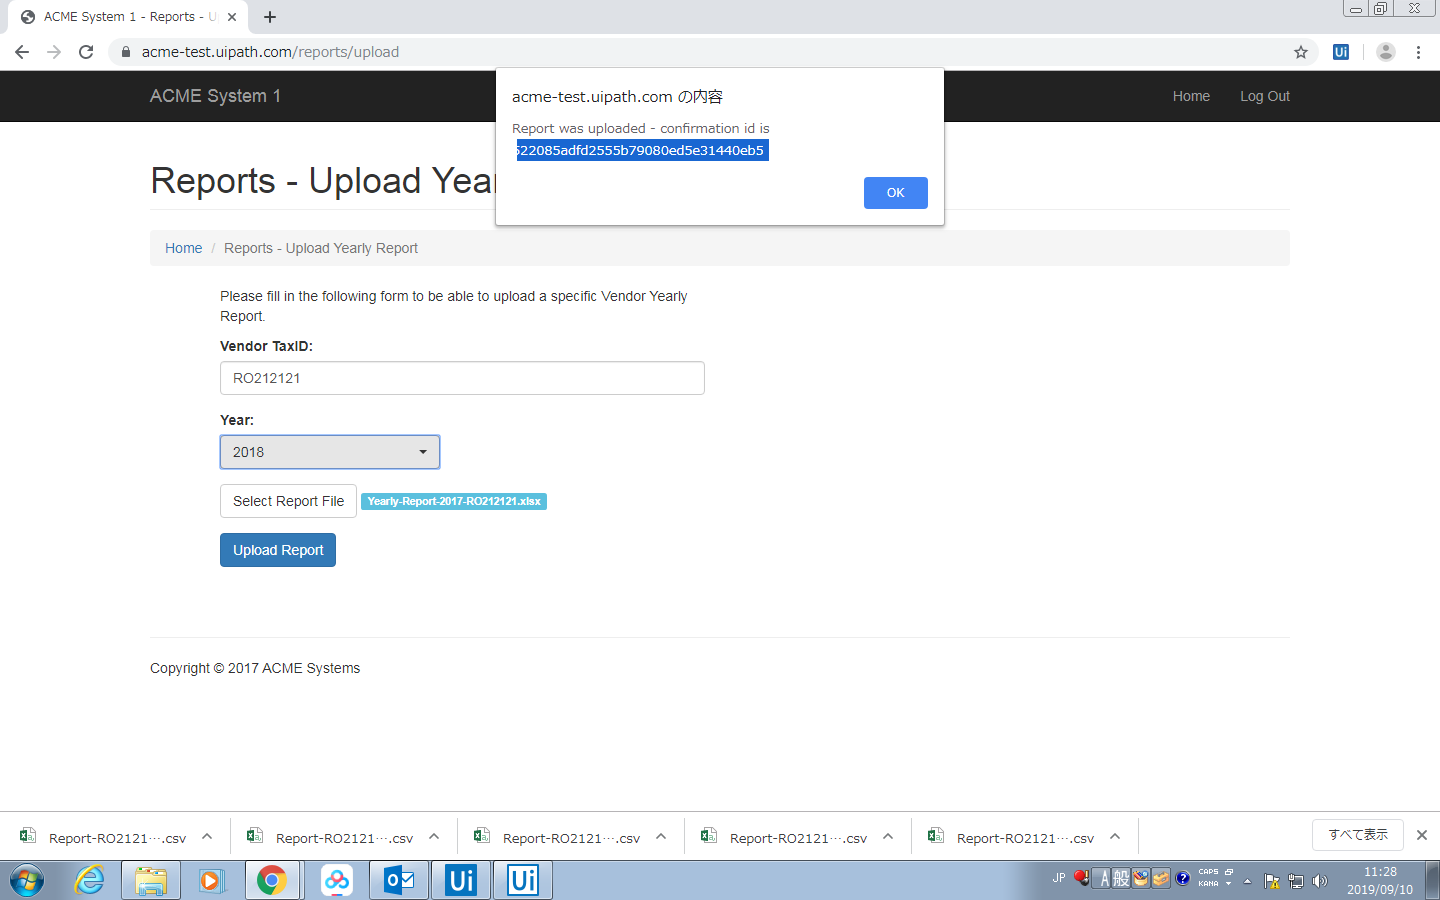 ACME System 1 - Reports - U
acme-test.uipath.com/reports/upload
Ui
ACME System 1
Home
Log Out
acme-test.uipath.com の内容
Report was uploaded - confirmation id is
522085adfd2555b79080ed5e31440eb5
OK
Reports - Upload Year
Home / Reports - Upload Yearly Report
Please fill in the following form to be able to upload a specific Vendor Yearly
Report.
Vendor TaxID:
RO212121
Year:
2018
Select Report File
Yearly-Report-2017-RO212121.xlsx
Upload Report
Copyright © 2017 ACME Systems
Report-RO2121….csv
Report-RO2121….csv
Report-RO2121….csv
Report-RO2121….csv
Report-RO2121….csv
すべて表示
Ui
Ui
JP
A
般
CAPS
KANA
11:28
2019/09/10